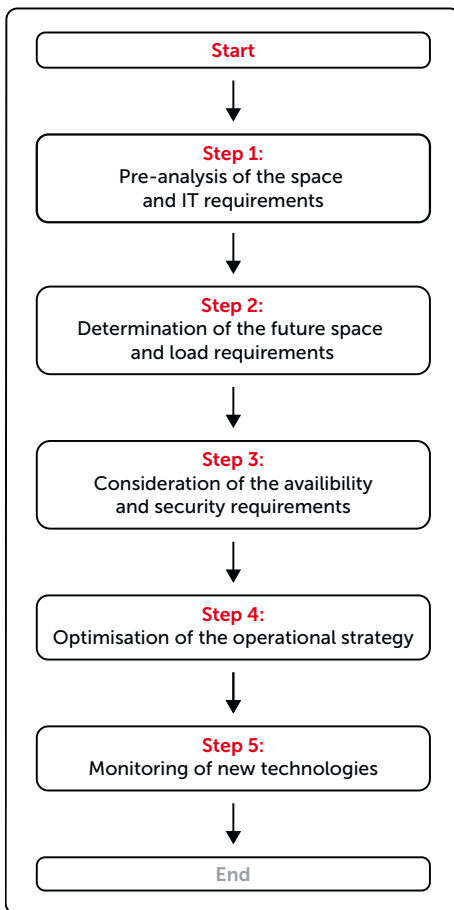 Start
Step 1:
Pre-analysis of the space
and IT requirements
Step 2:
Determination of the future space
and load requirements
Step 3:
Consideration of the availibility
and security requirements
Step 4:
Optimisation of the operational strategy
Step 5:
Monitoring of new technologies
End